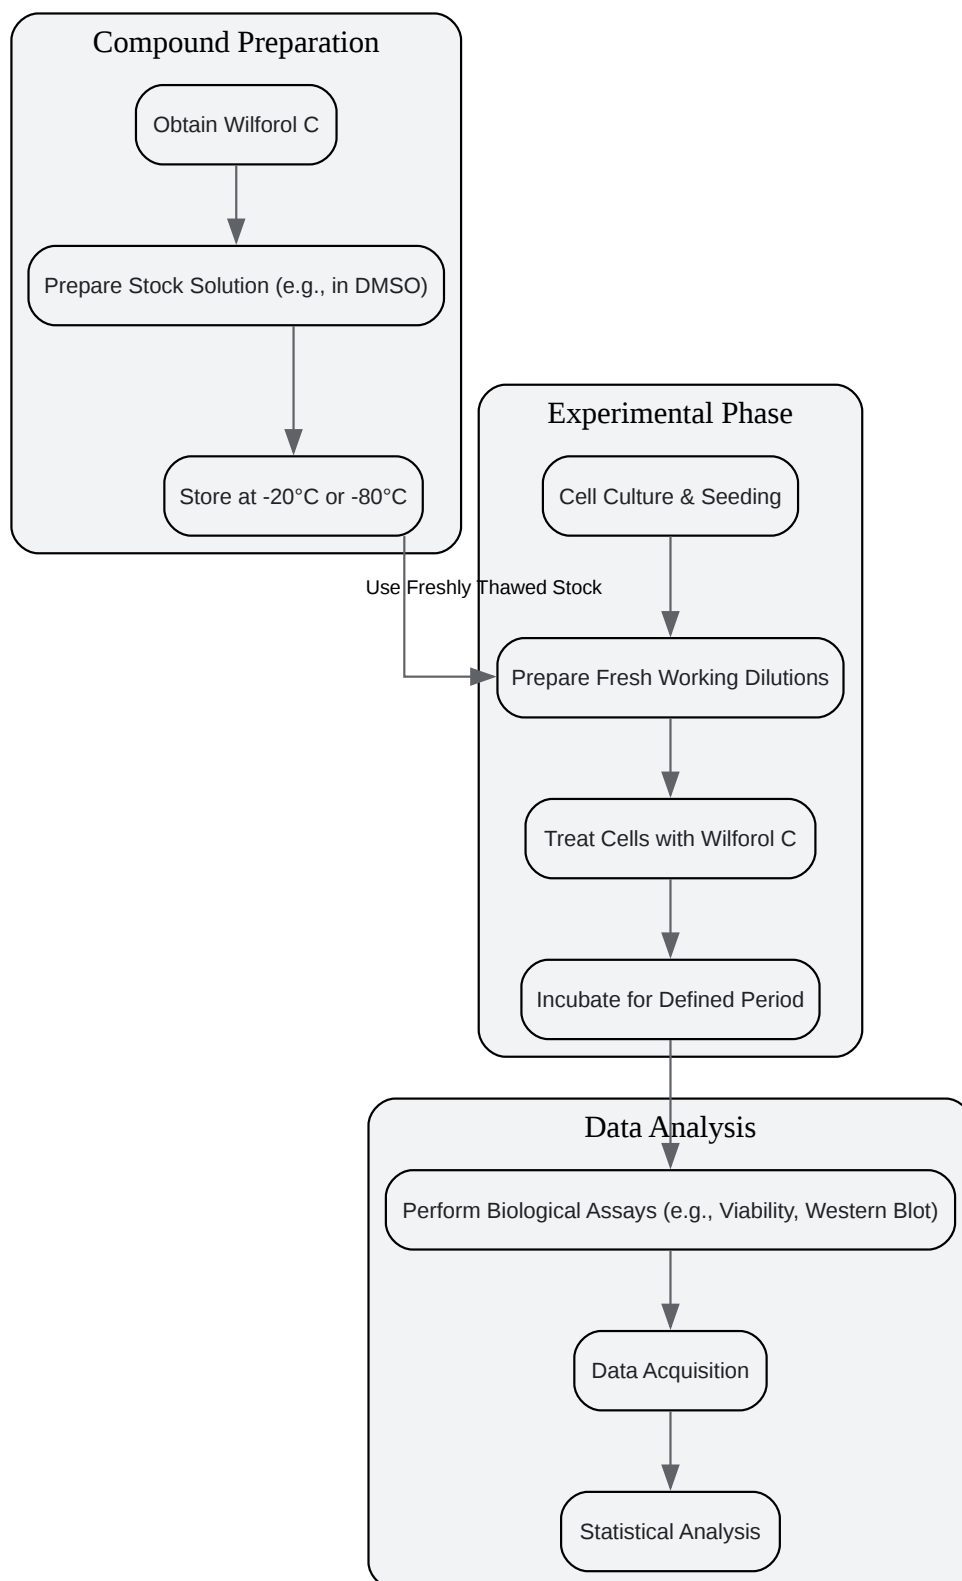 Compound Preparation
Obtain Wilforol C
Prepare Stock Solution (e.g., in DMSO)
Store at -20°C or -80°C
Use Freshly Thawed Stock
Experimental Phase
Cell Culture & Seeding
Prepare Fresh Working Dilutions
Treat Cells with Wilforol C
Incubate for Defined Period
Data Analysis
Perform Biological Assays (e.g., Viability, Western Blot)
Data Acquisition
Statistical Analysis